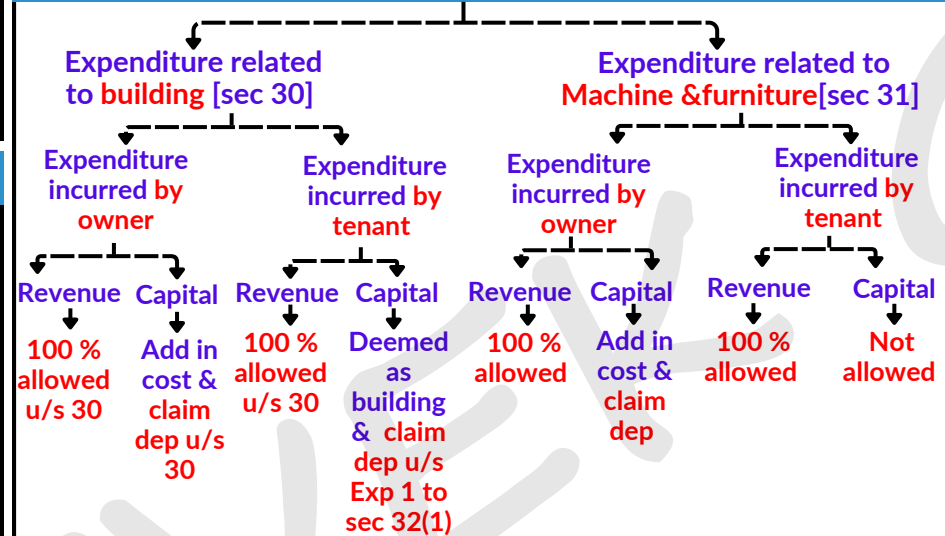 Expenditure related
to building [sec 30]
Expenditure related to
Machine &furniture[sec 31]
Expenditure
incurred by
owner
Expenditure
incurred by
tenant
Expenditure
incurred by
owner
Expenditure
incurred by
tenant
Revenue
100 %
allowed
u/s 30
Capital
Add in
cost &
claim
dep u/s
30
Revenue
100 %
allowed
u/s 30
Capital
Deemed
as
building
& claim
dep u/s
Exp 1 to
sec 32(1)
Revenue
100 %
allowed
Capital
Add in
cost &
claim
dep
Revenue
100 %
allowed
Capital
Not
allowed